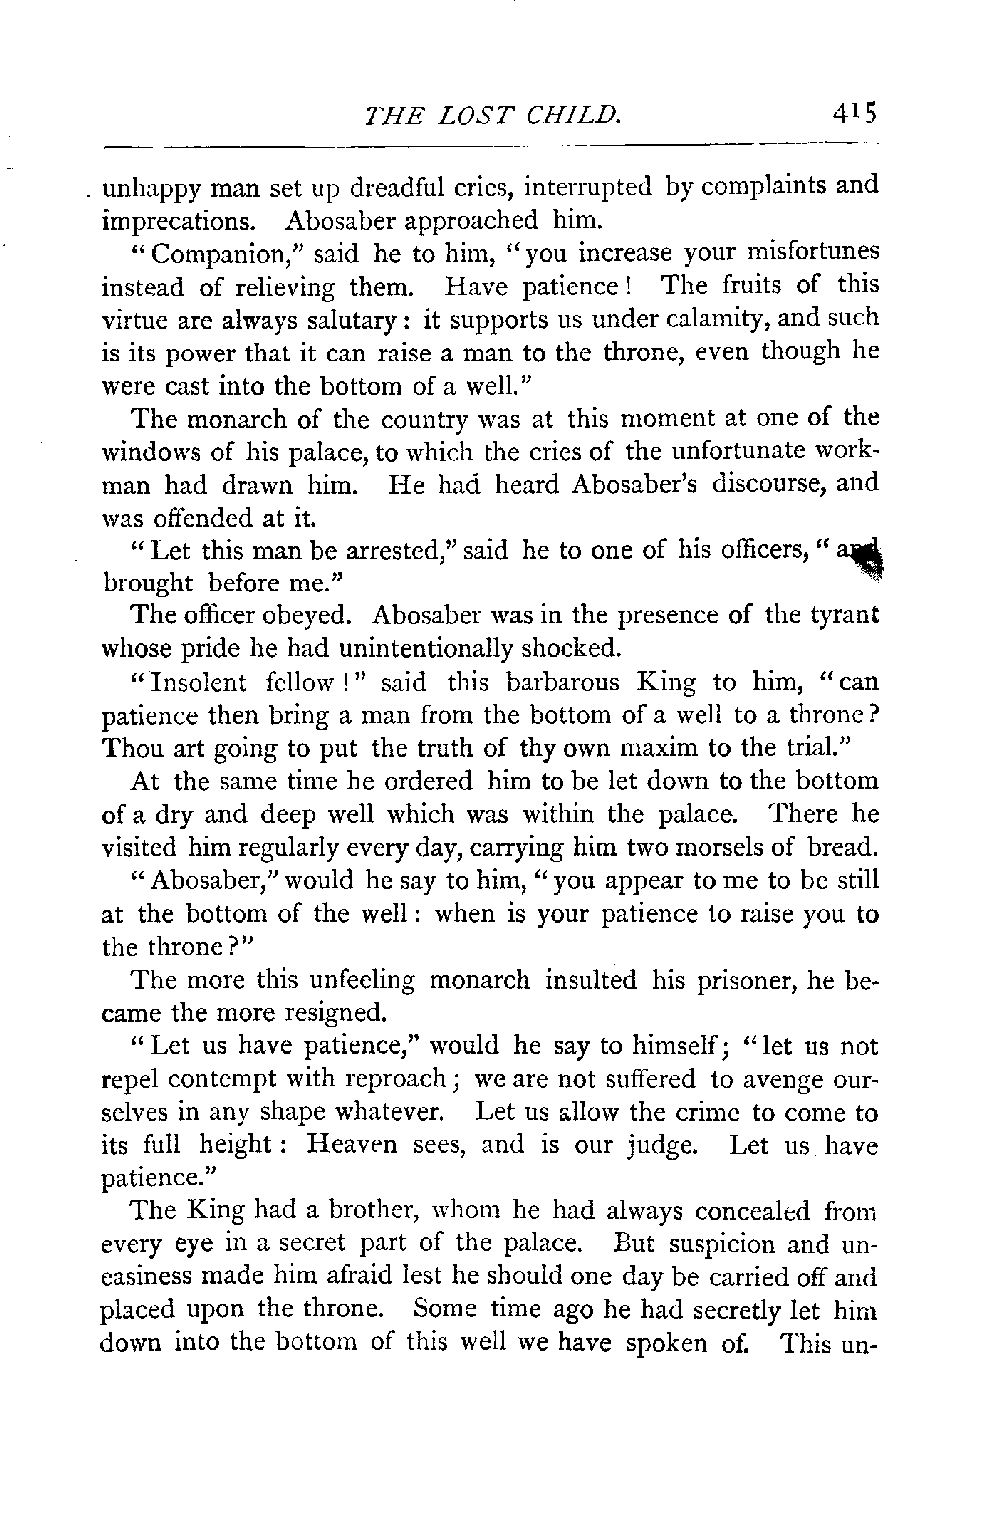 THE LOST CHILD. 415
unhappy man set up dreadful cries, interrupted by complaints and
imprecations. Abosaber approached him.
“Companion,” said he to him, “you increase your misfortunes
instead of relieving them. Have patience! The fruits of this
virtue are always salutary: it supports us under calamity, and such
is its power that it can raise a man to the throne, even though he
were cast into the bottom of a well.”
The monarch of the country was at this moment at one of the
windows of his palace, to which the cries of the unfortunate work-
man had drawn him. He had heard Abosaber's discourse, and
was offended at it.
“Let this man be arrested,” said he to one of his officers, “and
brought before me.”
The officer obeyed. Abosaber was in the presence of the tyrant
whose pride he had unintentionally shocked.
“Insolent fellow!” said this barbarous King to him, “can
patience then bring a man from the bottom of a well to a throne?
Thou art going to put the truth of thy own maxim to the trial.”
At the same time he ordered him to be let down to the bottom
of a dry and deep well which was within the palace. There he
visited him regularly every day, carrying him two morsels of bread.
“Abosaber,” would he say to him, “you appear to me to be still
at the bottom of the well: when is your patience to raise you to
the throne?”
The more this unfeeling monarch insulted his prisoner, he be-
came the more resigned.
“Let us have patience,” would he say to himself; “let us not
repel contempt with reproach; we are not suffered to avenge our-
selves in any shape whatever. Let us allow the crime to come to
its full height: Heaven sees, and is our judge. Let us have
patience.”
The King had a brother, whom he had always concealed from
every eye in a secret part of the palace. But suspicion and un-
easiness made him afraid lest he should one day be carried off and
placed upon the throne. Some time ago he had secretly let him
down into the bottom of this well we have spoken of. This un-